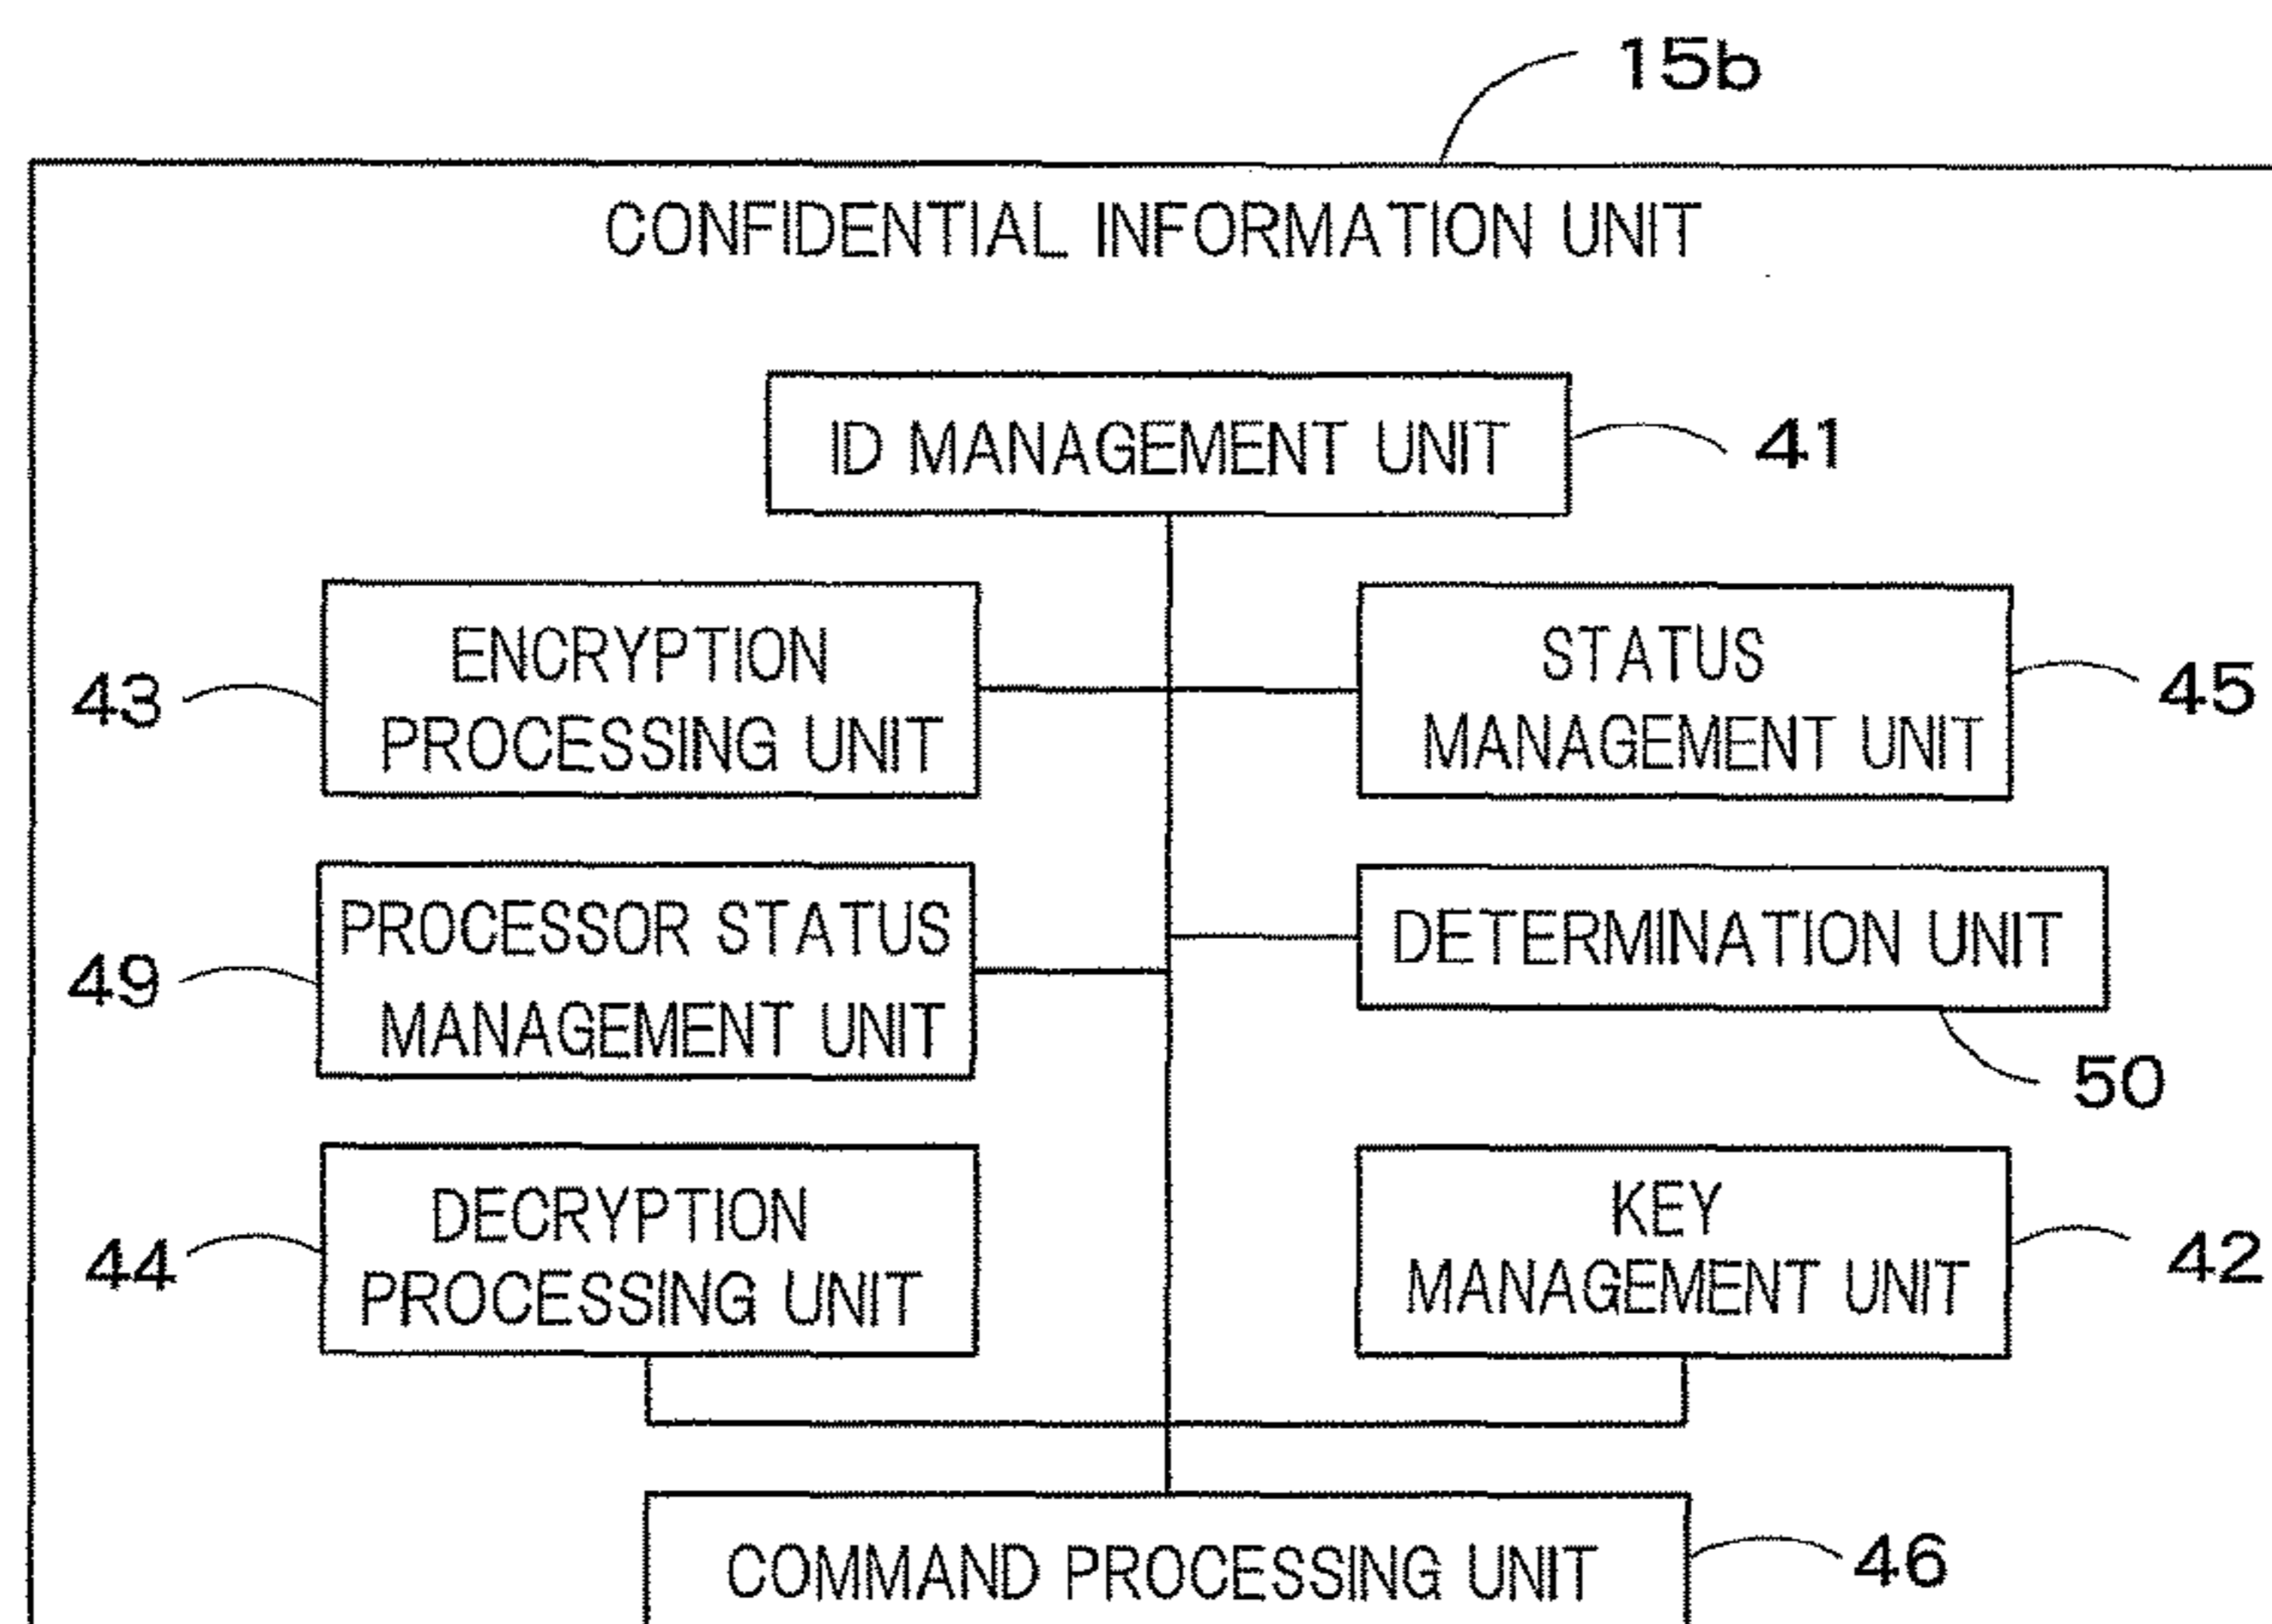 15b
CONFIDENTIAL INFORMATION UNIT
ID MANAGEMENT UNIT
41
43
ENCRYPTION
PROCESSING UNIT
STATUS
MANAGEMENT UNIT
45
49
PROCESSOR STATUS
MANAGEMENT UNIT
DETERMINATION UNIT
50
44
DECRYPTION
PROCESSING UNIT
KEY
MANAGEMENT UNIT
42
COMMAND PROCESSING UNIT
46